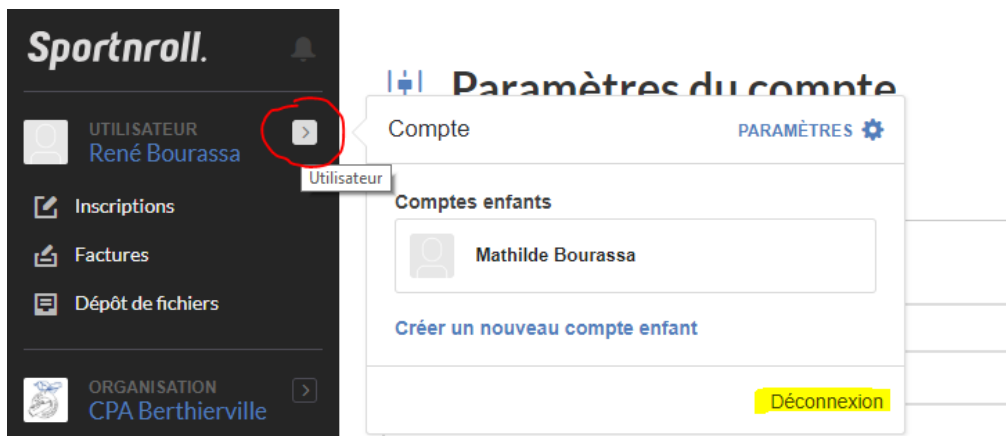 Sportnroll.
UTILISATEUR
René Bourassa
Utilisateur
Inscriptions
Factures
Dépôt de fichiers
ORGANISATION
CPA Berthierville
Paramètres du compte
Compte PARAMÈTRES
Comptes enfants
Mathilde Bourassa
Créer un nouveau compte enfant
Déconnexion